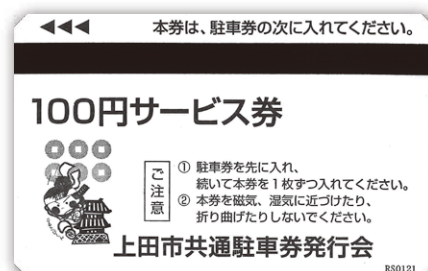 ◀◀◀ 本券は、駐車券の次に入れてください。
100円サービス券
ご注意
① 駐車券を先に入れ、
続いて本券を1枚ずつ入れてください。
② 本券を磁気、湿気に近づけたり、
折り曲げたりしないでください。
上田市共通駐車券発行会
RS0121